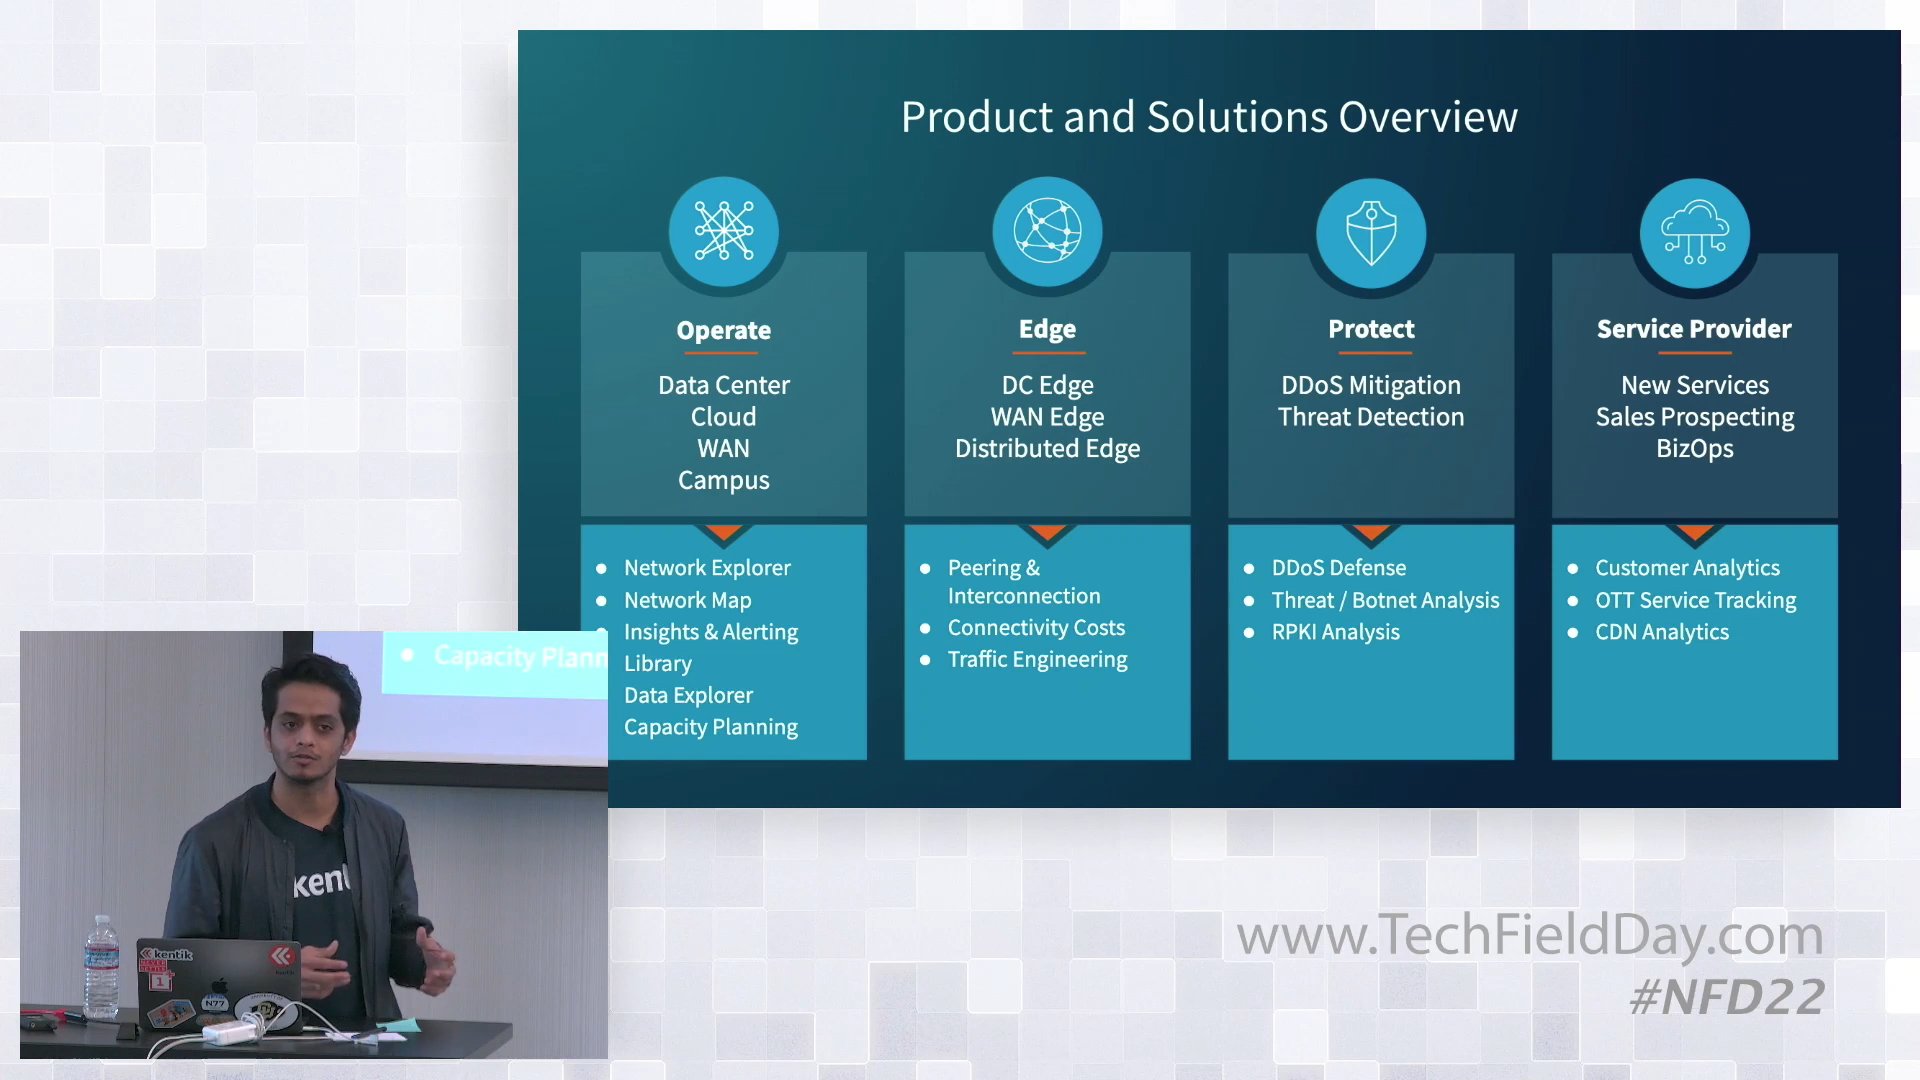 Product and Solutions Overview
Operate
Data Center
Cloud
WAN
Campus
● Network Explorer
● Network Map
● Insights & Alerting
Library
Data Explorer
Capacity Planning
Edge
DC Edge
WAN Edge
Distributed Edge
● Peering &
Interconnection
● Connectivity Costs
● Traffic Engineering
Protect
DDoS Mitigation
Threat Detection
● DDoS Defense
● Threat / Botnet Analysis
● RPKI Analysis
Service Provider
New Services
Sales Prospecting
BizOps
● Customer Analytics
● OTT Service Tracking
● CDN Analytics
● Capacity Plann
kent
kentik
1
N77
www.TechFieldDay.com
#NFD22